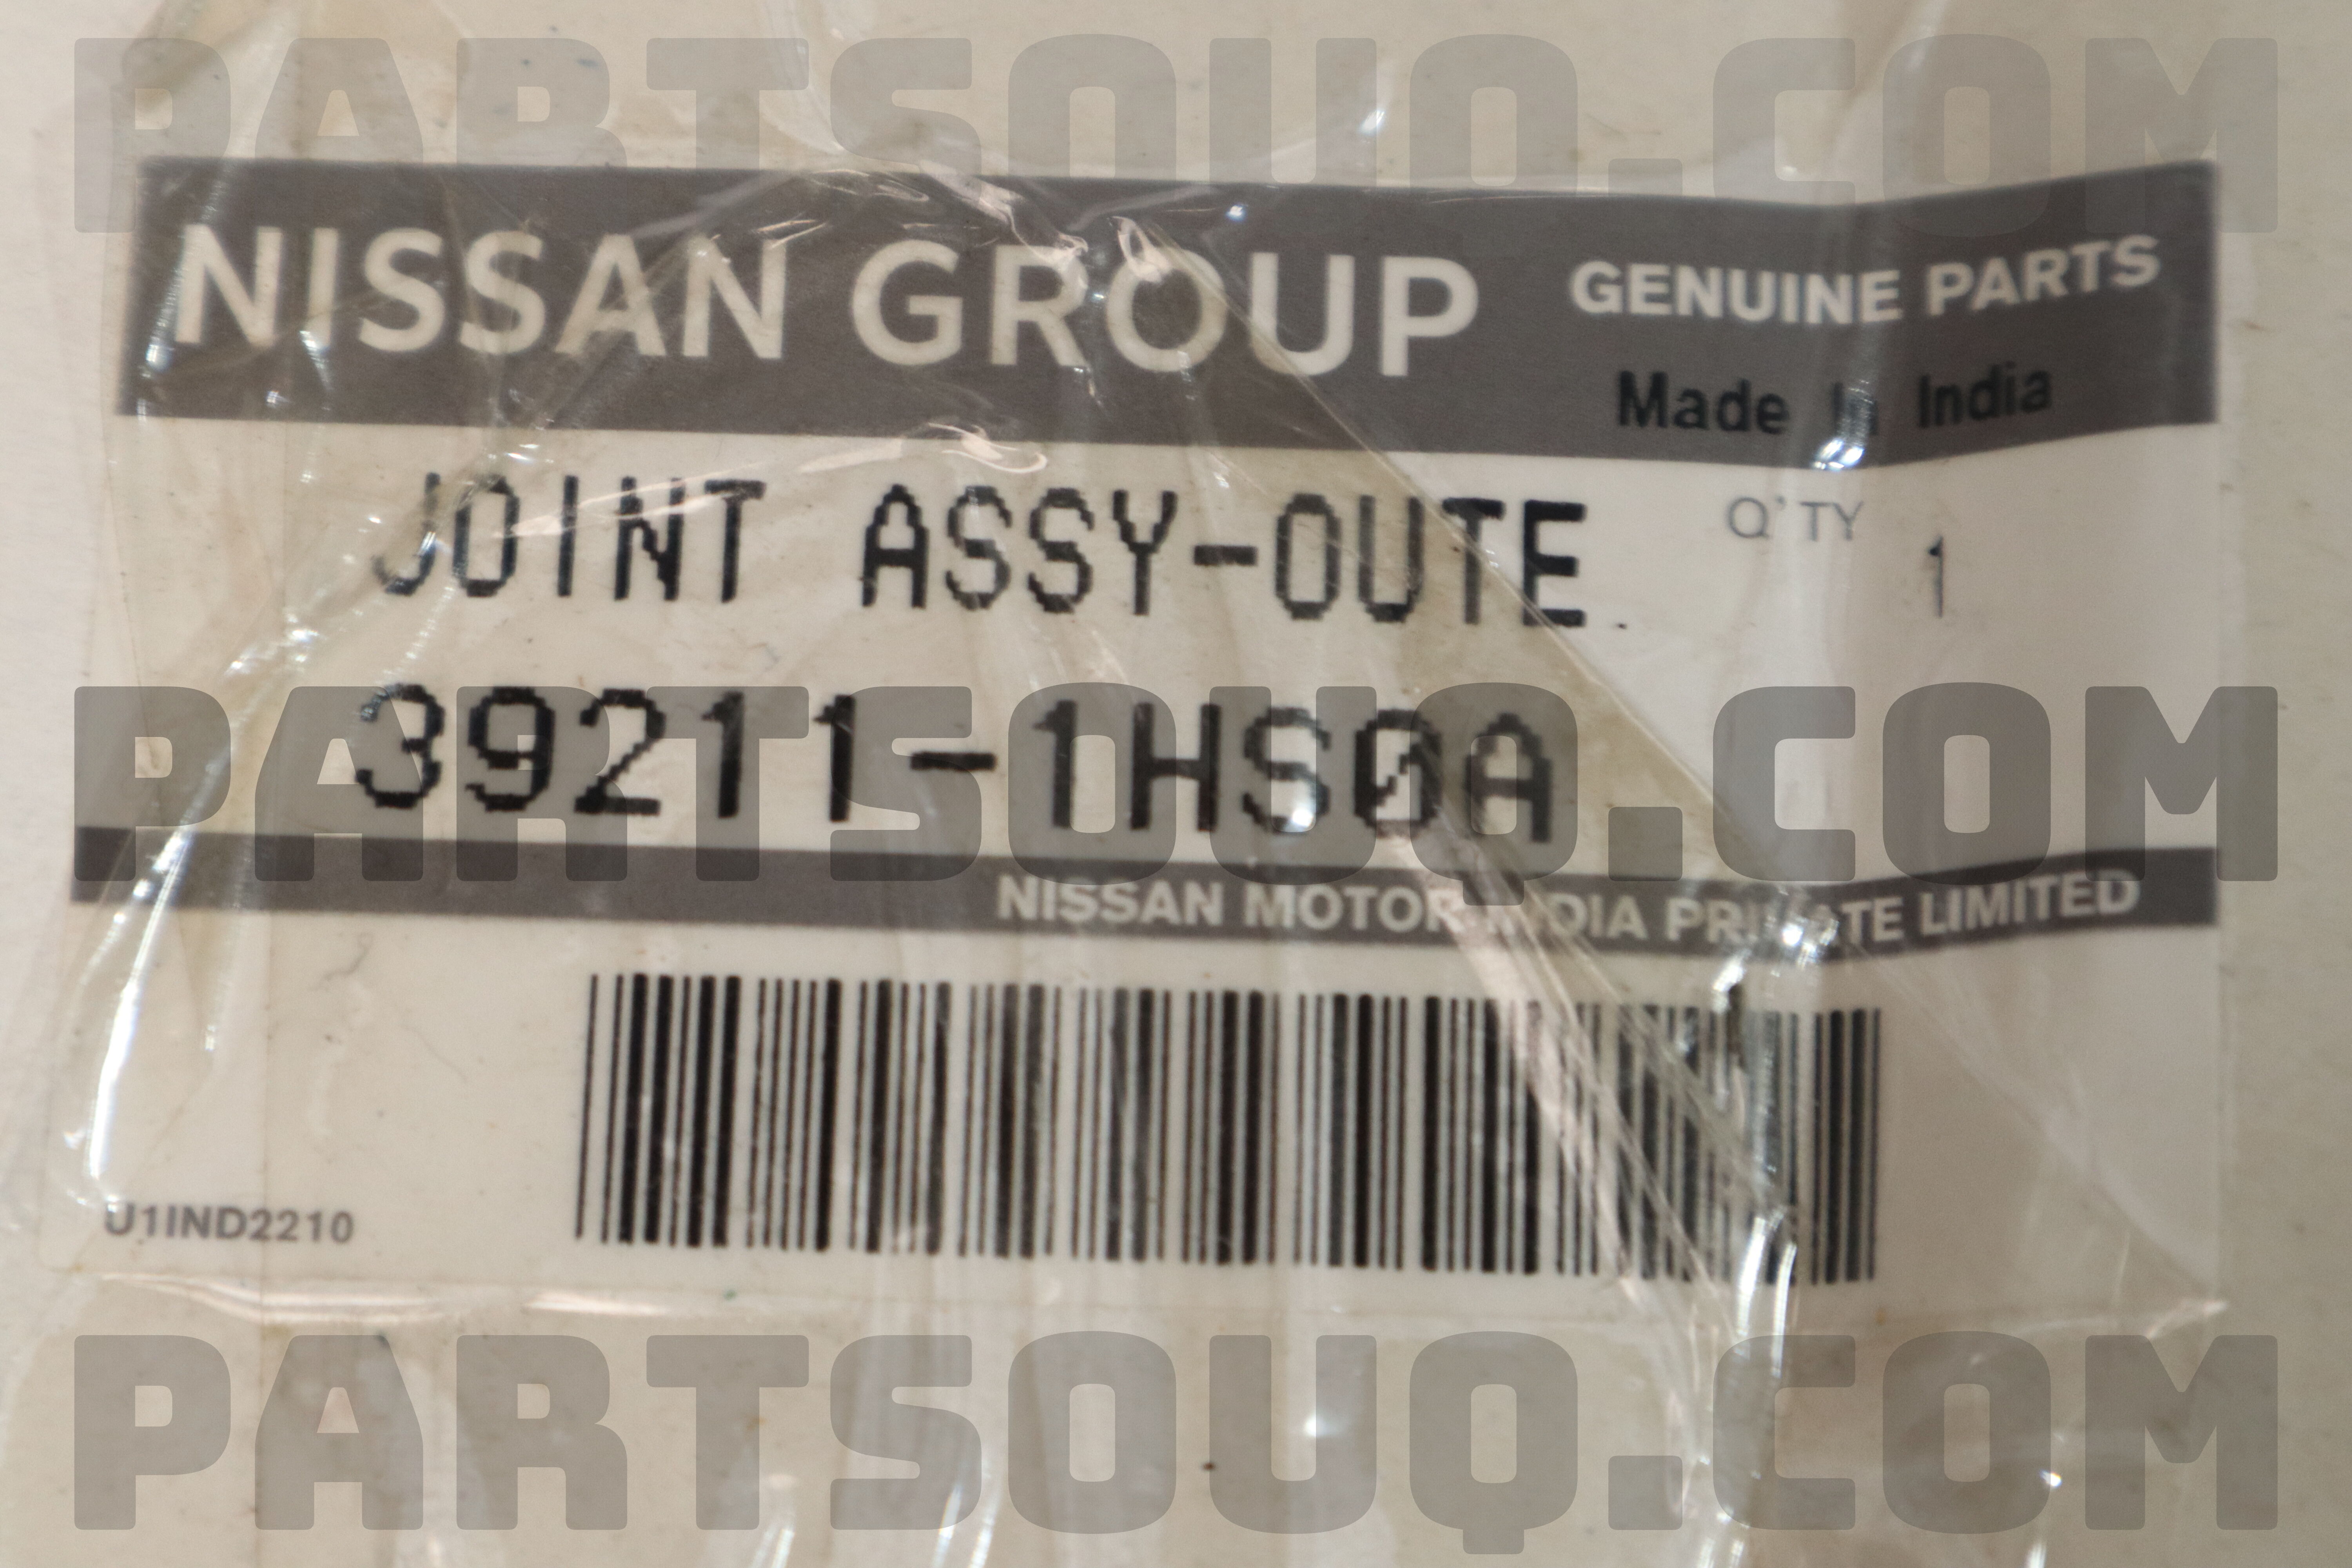 PARTSOUQ.COM
NISSAN GROUP
GENUINE PARTS
Made In India
JOINT ASSY-OUTE
Q'TY 1
39211-1HS0A
PARTSOUQ.COM
NISSAN MOTOR INDIA PRIVATE LIMITED
U1IND2210
PARTSOUQ.COM